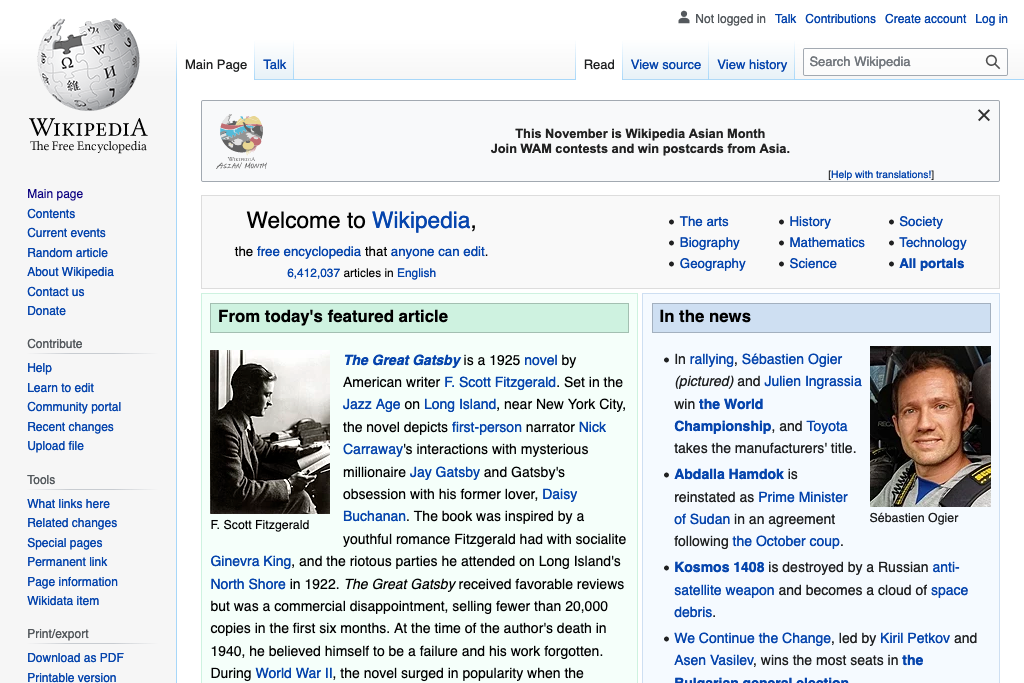 Not logged in Talk Contributions Create account Log in
Main Page Talk Read View source View history Search Wikipedia
WIKIPEDIA
The Free Encyclopedia
Main page
Contents
Current events
Random article
About Wikipedia
Contact us
Donate
Contribute
Help
Learn to edit
Community portal
Recent changes
Upload file
Tools
What links here
Related changes
Special pages
Permanent link
Page information
Wikidata item
Print/export
Download as PDF
Printable version
WIKIPEDIA
ASIAN MONTH
This November is Wikipedia Asian Month
Join WAM contests and win postcards from Asia.
[Help with translations!]
Welcome to Wikipedia,
the free encyclopedia that anyone can edit.
6,412,037 articles in English
• The arts
• Biography
• Geography
• History
• Mathematics
• Science
• Society
• Technology
• All portals
From today's featured article
F. Scott Fitzgerald
The Great Gatsby is a 1925 novel by
American writer F. Scott Fitzgerald. Set in the
Jazz Age on Long Island, near New York City,
the novel depicts first-person narrator Nick
Carraway's interactions with mysterious
millionaire Jay Gatsby and Gatsby's
obsession with his former lover, Daisy
Buchanan. The book was inspired by a
youthful romance Fitzgerald had with socialite
Ginevra King, and the riotous parties he attended on Long Island's
North Shore in 1922. The Great Gatsby received favorable reviews
but was a commercial disappointment, selling fewer than 20,000
copies in the first six months. At the time of the author's death in
1940, he believed himself to be a failure and his work forgotten.
During World War II, the novel surged in popularity when the
In the news
• In rallying, Sébastien Ogier
(pictured) and Julien Ingrassia
win the World
Championship, and Toyota
takes the manufacturers' title.
Sébastien Ogier
• Abdalla Hamdok is
reinstated as Prime Minister
of Sudan in an agreement
following the October coup.
• Kosmos 1408 is destroyed by a Russian anti-
satellite weapon and becomes a cloud of space
debris.
• We Continue the Change, led by Kiril Petkov and
Asen Vasilev, wins the most seats in the
Bulgarian general election